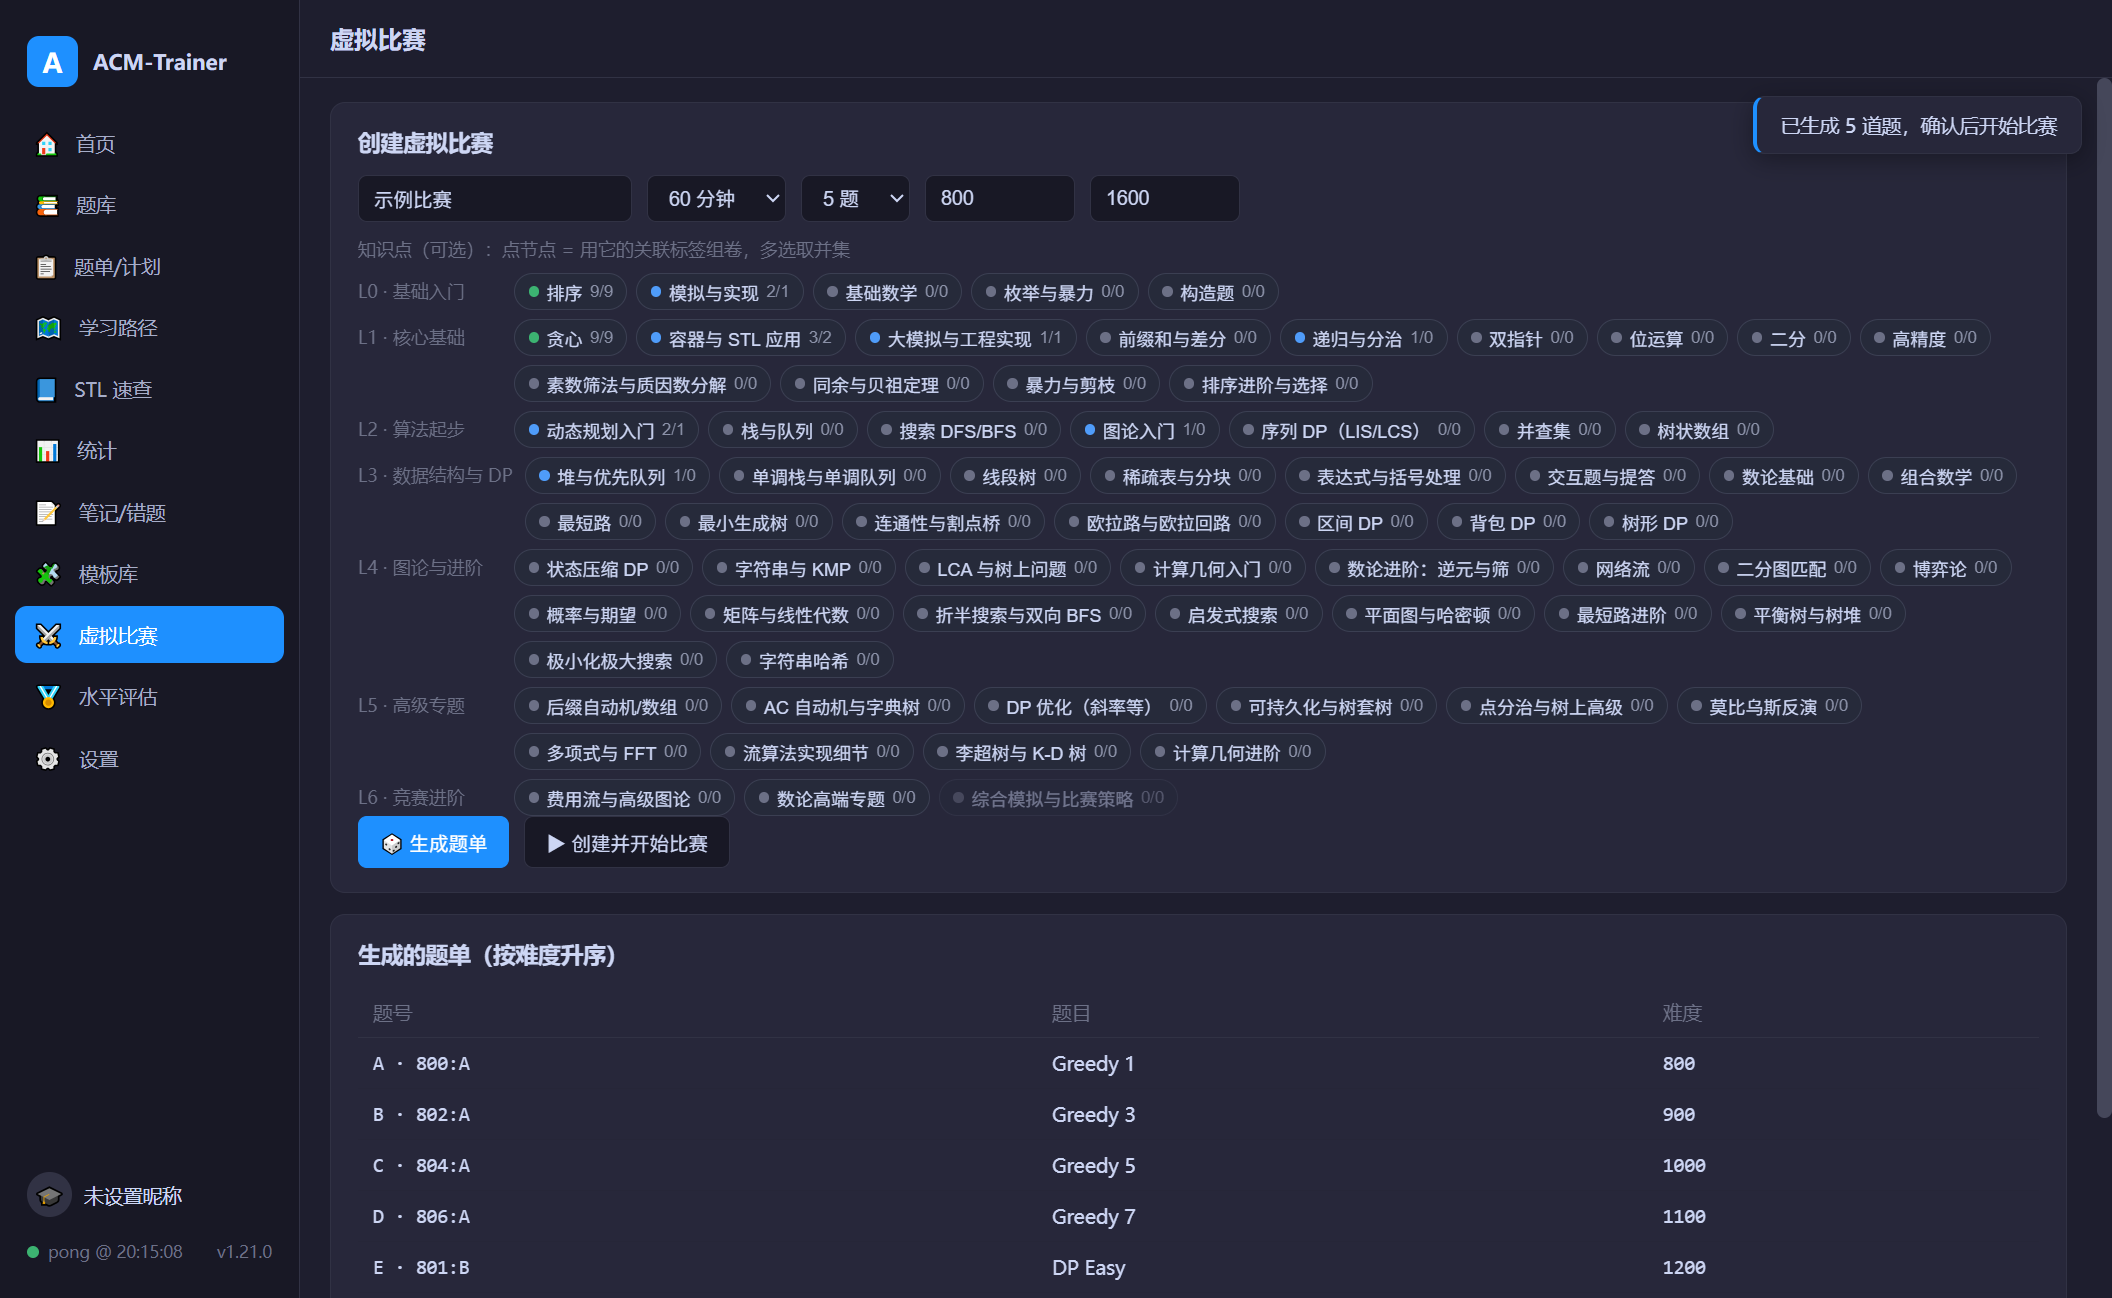 A ACM-Trainer
首页
题库
题单/计划
学习路径
STL 速查
统计
笔记/错题
模板库
虚拟比赛
水平评估
设置
未设置昵称
pong @ 20:15:08 v1.21.0
虚拟比赛
已生成 5 道题，确认后开始比赛
创建虚拟比赛
示例比赛 60 分钟 5 题 800 1600
知识点（可选）：点节点 = 用它的关联标签组卷，多选取并集
L0 · 基础入门 排序 9/9 模拟与实现 2/1 基础数学 0/0 枚举与暴力 0/0 构造题 0/0
L1 · 核心基础 贪心 9/9 容器与 STL 应用 3/2 大模拟与工程实现 1/1 前缀和与差分 0/0 递归与分治 1/0 双指针 0/0 位运算 0/0 二分 0/0 高精度 0/0
素数筛法与质因数分解 0/0 同余与贝祖定理 0/0 暴力与剪枝 0/0 排序进阶与选择 0/0
L2 · 算法起步 动态规划入门 2/1 栈与队列 0/0 搜索 DFS/BFS 0/0 图论入门 1/0 序列 DP（LIS/LCS） 0/0 并查集 0/0 树状数组 0/0
L3 · 数据结构与 DP 堆与优先队列 1/0 单调栈与单调队列 0/0 线段树 0/0 稀疏表与分块 0/0 表达式与括号处理 0/0 交互题与提答 0/0 数论基础 0/0 组合数学 0/0
最短路 0/0 最小生成树 0/0 连通性与割点桥 0/0 欧拉路与欧拉回路 0/0 区间 DP 0/0 背包 DP 0/0 树形 DP 0/0
L4 · 图论与进阶 状态压缩 DP 0/0 字符串与 KMP 0/0 LCA 与树上问题 0/0 计算几何入门 0/0 数论进阶：逆元与筛 0/0 网络流 0/0 二分图匹配 0/0 博弈论 0/0
概率与期望 0/0 矩阵与线性代数 0/0 折半搜索与双向 BFS 0/0 启发式搜索 0/0 平面图与哈密顿 0/0 最短路进阶 0/0 平衡树与树堆 0/0
极小化极大搜索 0/0 字符串哈希 0/0
L5 · 高级专题 后缀自动机/数组 0/0 AC 自动机与字典树 0/0 DP 优化（斜率等） 0/0 可持久化与树套树 0/0 点分治与树上高级 0/0 莫比乌斯反演 0/0
多项式与 FFT 0/0 流算法实现细节 0/0 李超树与 K-D 树 0/0 计算几何进阶 0/0
L6 · 竞赛进阶 费用流与高级图论 0/0 数论高端专题 0/0 综合模拟与比赛策略 0/0
生成题单 ▶ 创建并开始比赛
生成的题单（按难度升序）
题号 题目 难度
A · 800:A Greedy 1 800
B · 802:A Greedy 3 900
C · 804:A Greedy 5 1000
D · 806:A Greedy 7 1100
E · 801:B DP Easy 1200